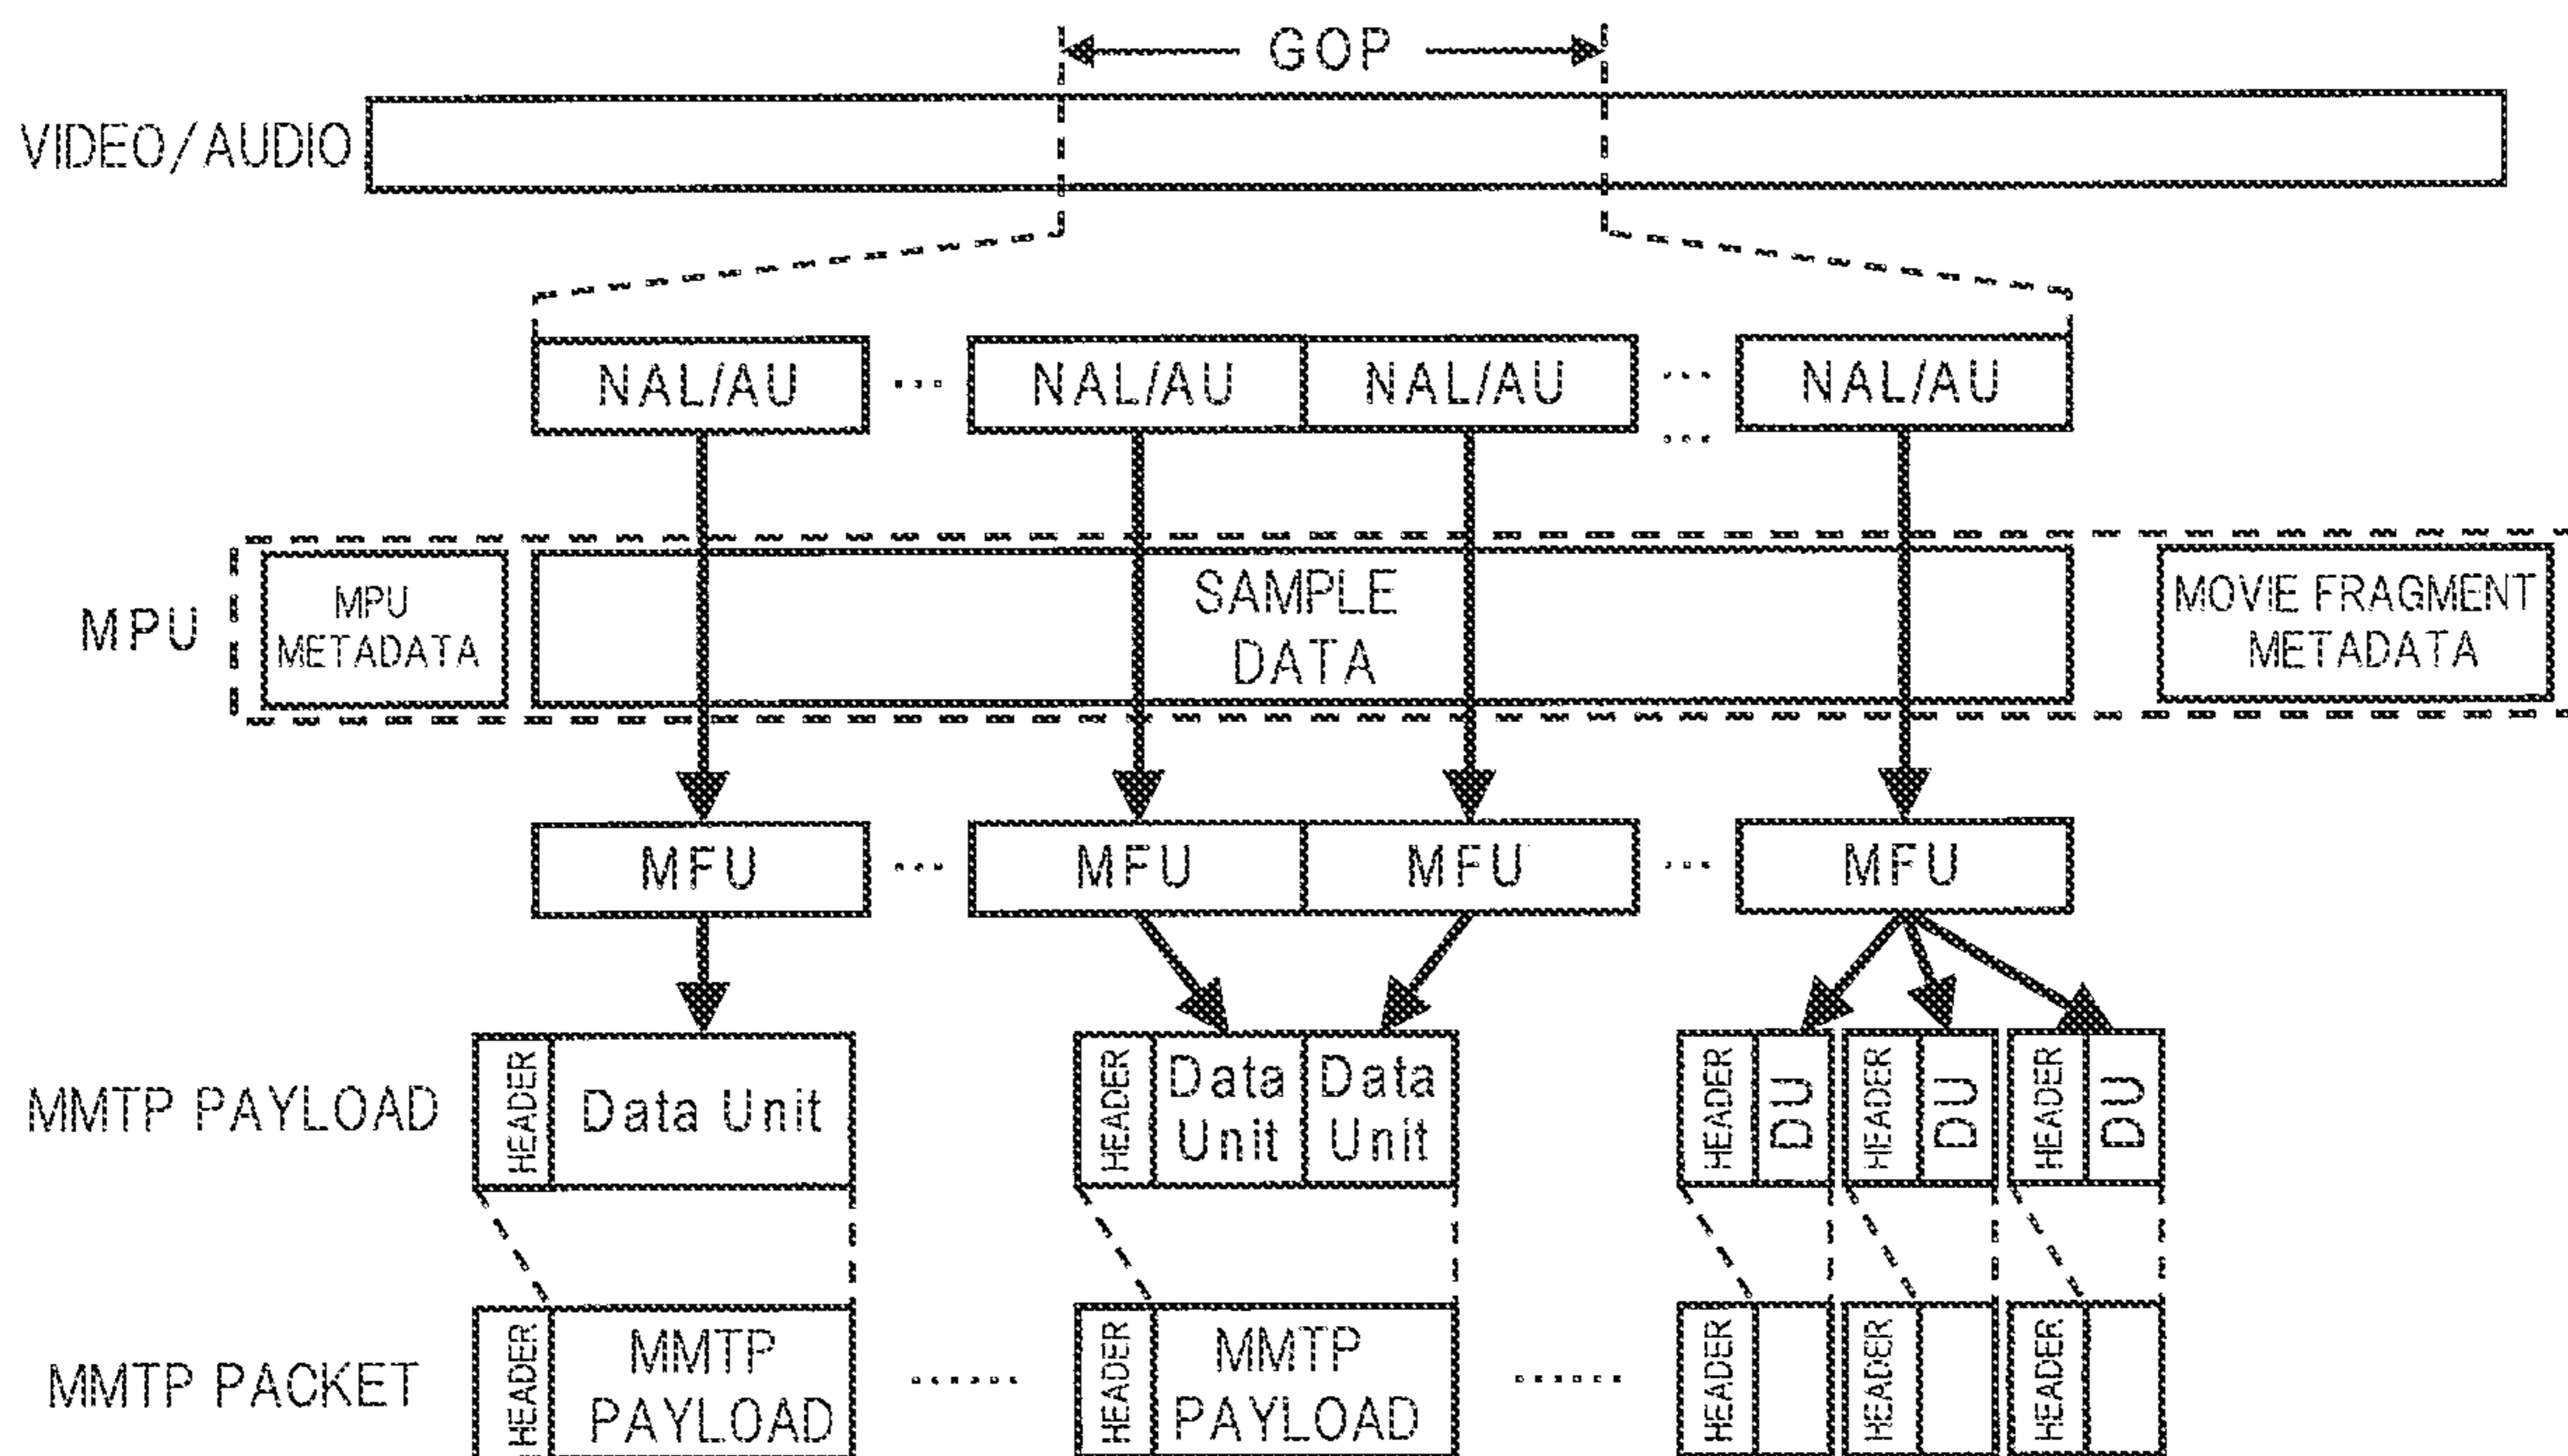 GOP
VIDEO/AUDIO
NAL/AU ... NAL/AU NAL/AU ... NAL/AU
...
MPU
MPU
METADATA
SAMPLE
DATA
MOVIE FRAGMENT
METADATA
MFU ... MFU MFU ... MFU
MMTP PAYLOAD
HEADER
Data Unit
HEADER
Data
Unit
Data
Unit
HEADER
DU
HEADER
DU
HEADER
DU
MMTP PACKET
HEADER
MMTP
PAYLOAD
......
HEADER
MMTP
PAYLOAD
......
HEADER
HEADER
HEADER